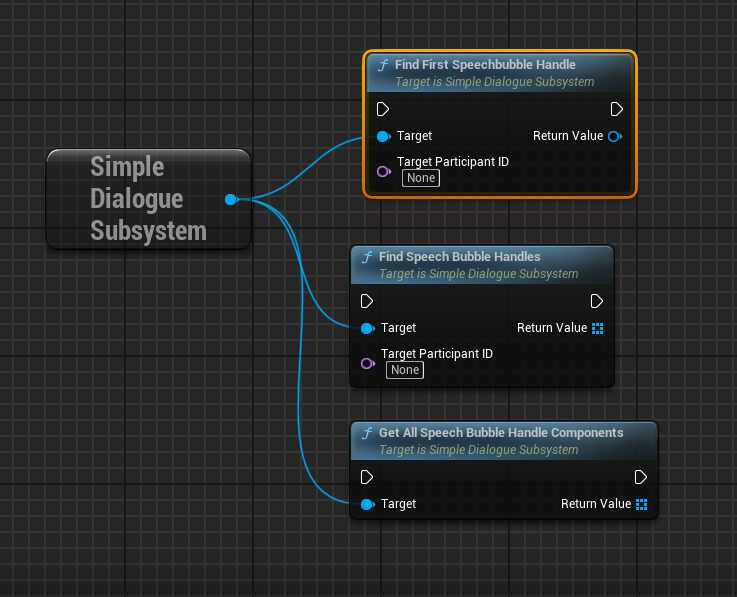 Simple
Dialogue
Subsystem
Find First Speechbubble Handle
Target is Simple Dialogue Subsystem
Target
Return Value
Target Participant ID
None
Find Speech Bubble Handles
Target is Simple Dialogue Subsystem
Target
Return Value
Target Participant ID
None
Get All Speech Bubble Handle Components
Target is Simple Dialogue Subsystem
Target
Return Value